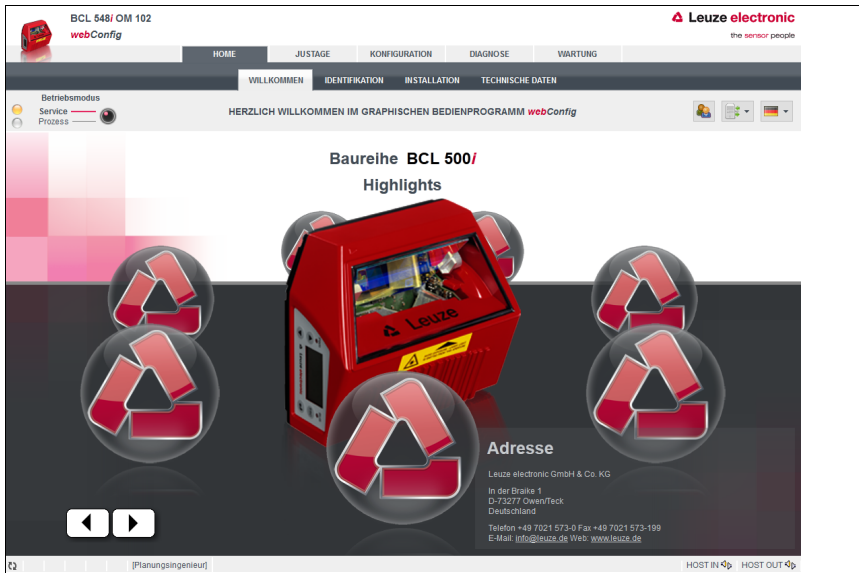 BCL 548i OM 102
webConfig
Leuze electronic
the sensor people
HOME JUSTAGE KONFIGURATION DIAGNOSE WARTUNG
WILLKOMMEN IDENTIFIKATION INSTALLATION TECHNISCHE DATEN
Betriebsmodus
Service
Prozess
HERZLICH WILLKOMMEN IM GRAPHISCHEN BEDIENPROGRAMM webConfig
Baureihe BCL 500i
Highlights
Leuze
Adresse
Leuze electronic GmbH & Co. KG
In der Braike 1
D-73277 Owen/Teck
Deutschland
Telefon +49 7021 573-0 Fax +49 7021 573-199
E-Mail: info@leuze.de Web: www.leuze.de
[Planungsingenieur]
HOST IN HOST OUT